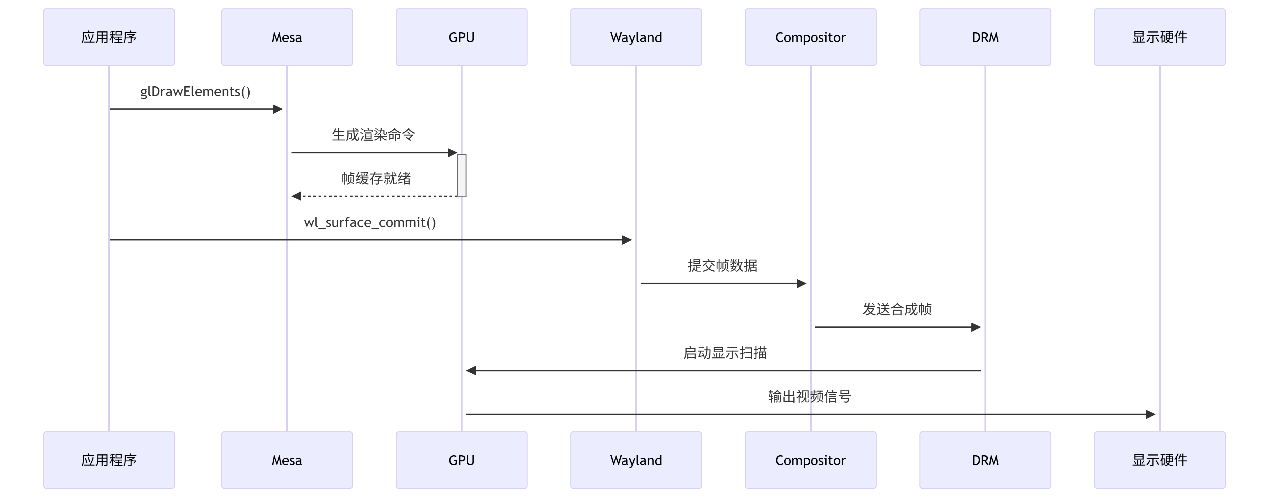 应用程序 Mesa GPU Wayland Compositor DRM 显示硬件
glDrawElements()
生成渲染命令
帧缓存就绪
wl_surface_commit()
提交帧数据
发送合成帧
启动显示扫描
输出视频信号
应用程序 Mesa GPU Wayland Compositor DRM 显示硬件